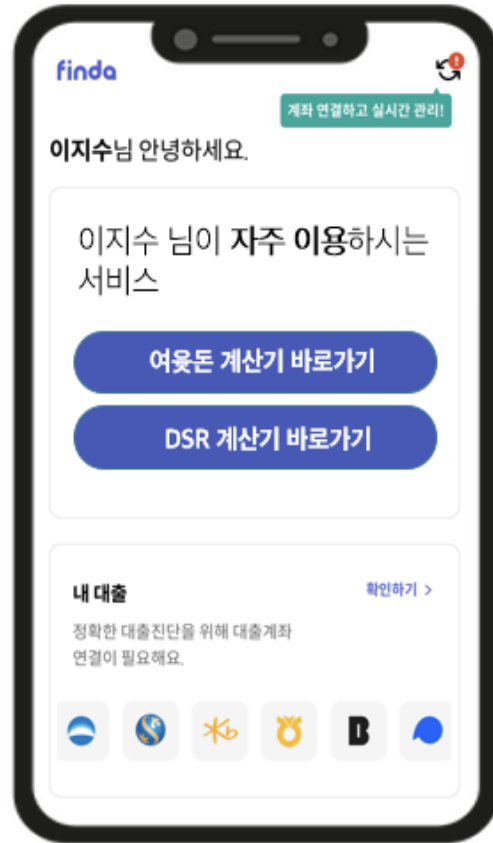 finda
계좌 연결하고 실시간 관리!
이지수님 안녕하세요.
이지수 님이 자주 이용하시는
서비스
여윳돈 계산기 바로가기
DSR 계산기 바로가기
내 대출
확인하기 >
정확한 대출진단을 위해 대출계좌
연결이 필요해요.